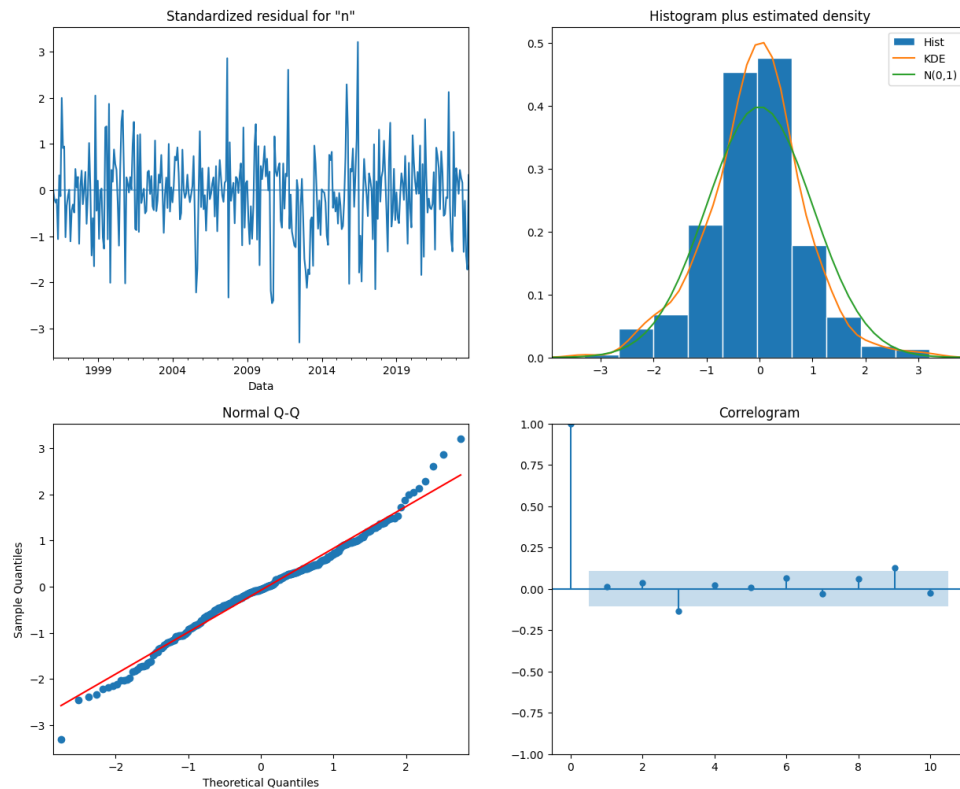 Standardized residual for "n"
3
2
1
0
−1
−2
−3
1999 2004 2009 2014 2019
Data
Histogram plus estimated density
Hist
KDE
N(0,1)
0.5
0.4
0.3
0.2
0.1
0.0
−3 −2 −1 0 1 2 3
Normal Q-Q
Sample Quantiles
3
2
1
0
−1
−2
−3
−2 −1 0 1 2
Theoretical Quantiles
Correlogram
1.00
0.75
0.50
0.25
0.00
−0.25
−0.50
−0.75
−1.00
0 2 4 6 8 10